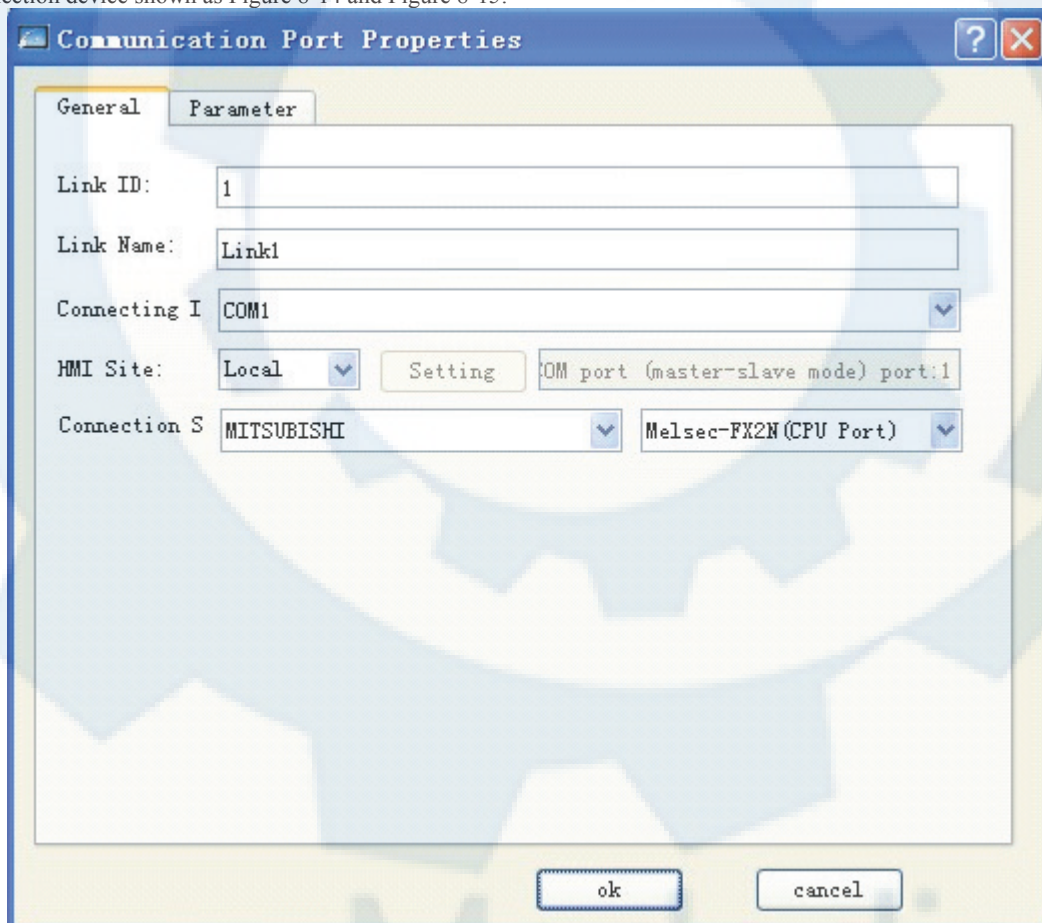 ection device shown as Figure 8-14 and Figure 8-15:
Communication Port Properties
General Parameter
Link ID: 1
Link Name: Link1
Connecting I COM1
HMI Site: Local Setting COM port (master-slave mode) port:1
Connection S MITSUBISHI Melsec-FX2N(CPU Port)
ok cancel